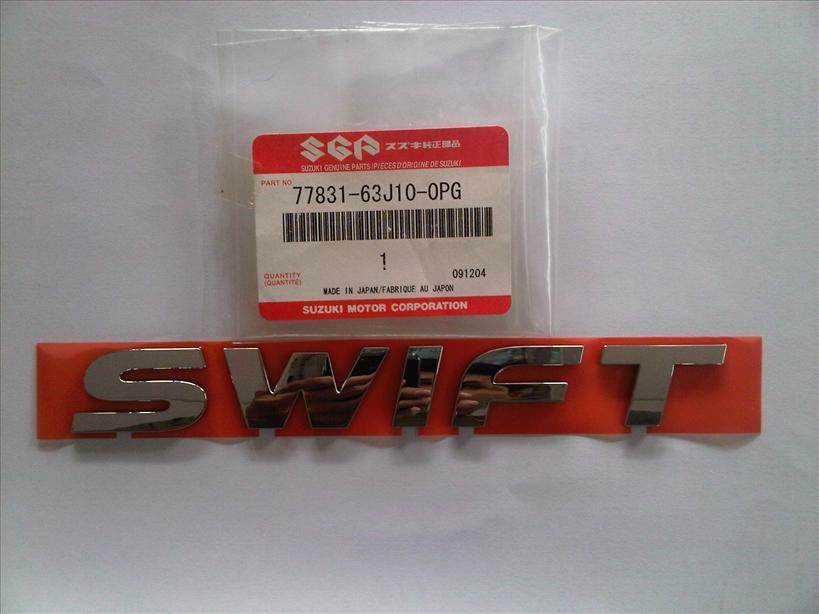 SGP スズキ純正部品
SUZUKI GENUINE PARTS/PIÈCES D'ORIGINE DE SUZUKI
PART NO
77831-63J10-0PG
1
QUANTITY
(QUANTITÉ)
091204
MADE IN JAPAN/FABRIQUE AU JAPON
SUZUKI MOTOR CORPORATION
SWIFT